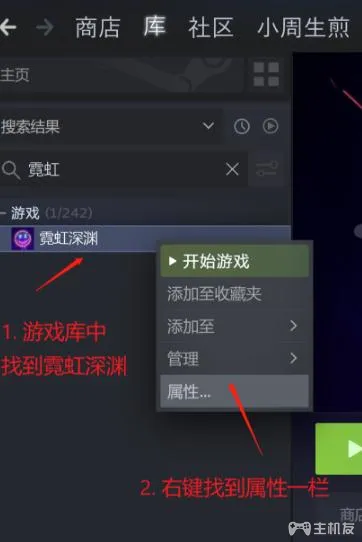 商店 库 社区 小周生煎
主页
搜索结果
霓虹
游戏 (1/242)
霓虹深渊
开始游戏
添加至收藏夹
添加至
管理
属性...
1. 游戏库中
找到霓虹深渊
2. 右键找到属性一栏
商店
主机友